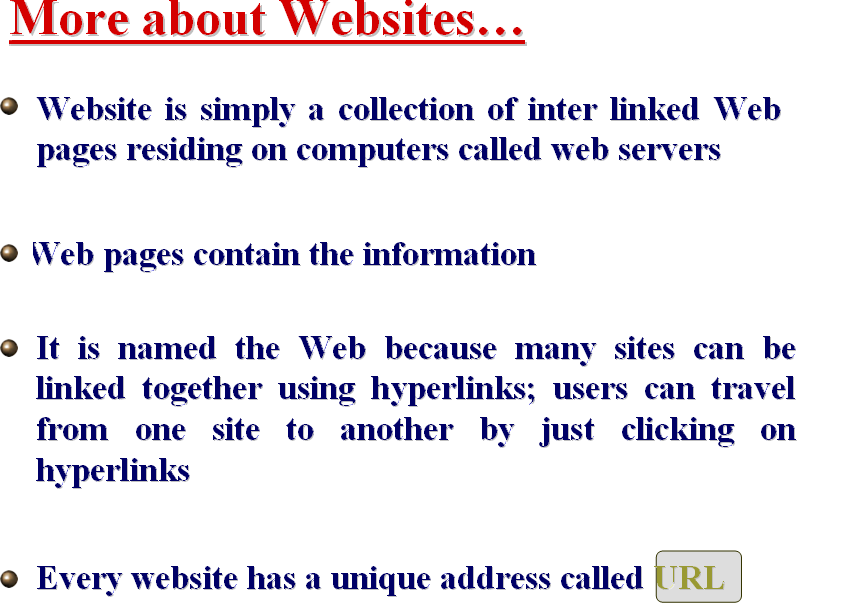 More about Websites…
Website is simply a collection of inter linked Web
pages residing on computers called web servers
Web pages contain the information
It is named the Web because many sites can be
linked together using hyperlinks; users can travel
from one site to another by just clicking on
hyperlinks
Every website has a unique address called URL